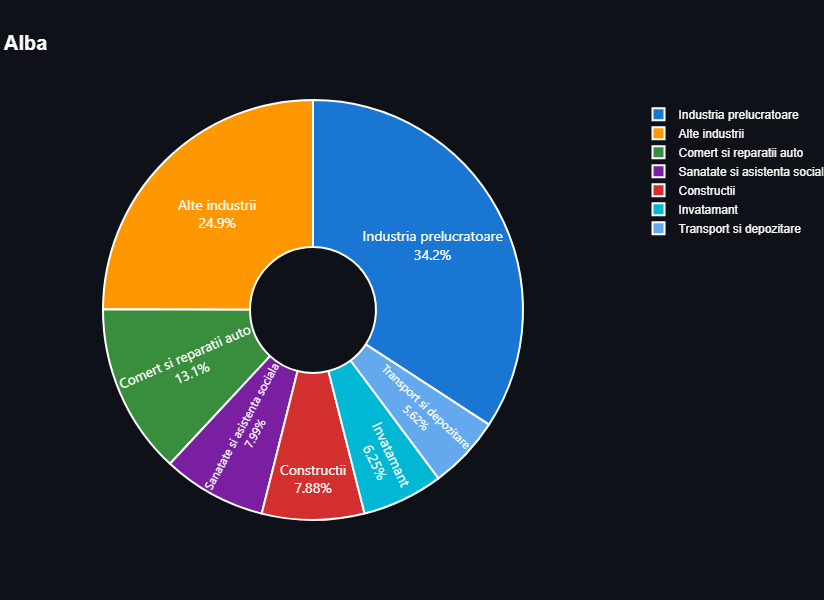 Alba
Alte industrii
24.9%
Industria prelucratoare
34.2%
Comert si reparatii auto
13.1%
Sanatate si asistenta sociala
7.99%
Constructii
7.88%
Invatamant
6.25%
Transport si depozitare
5.62%
Industria prelucratoare
Alte industrii
Comert si reparatii auto
Sanatate si asistenta social
Constructii
Invatamant
Transport si depozitare